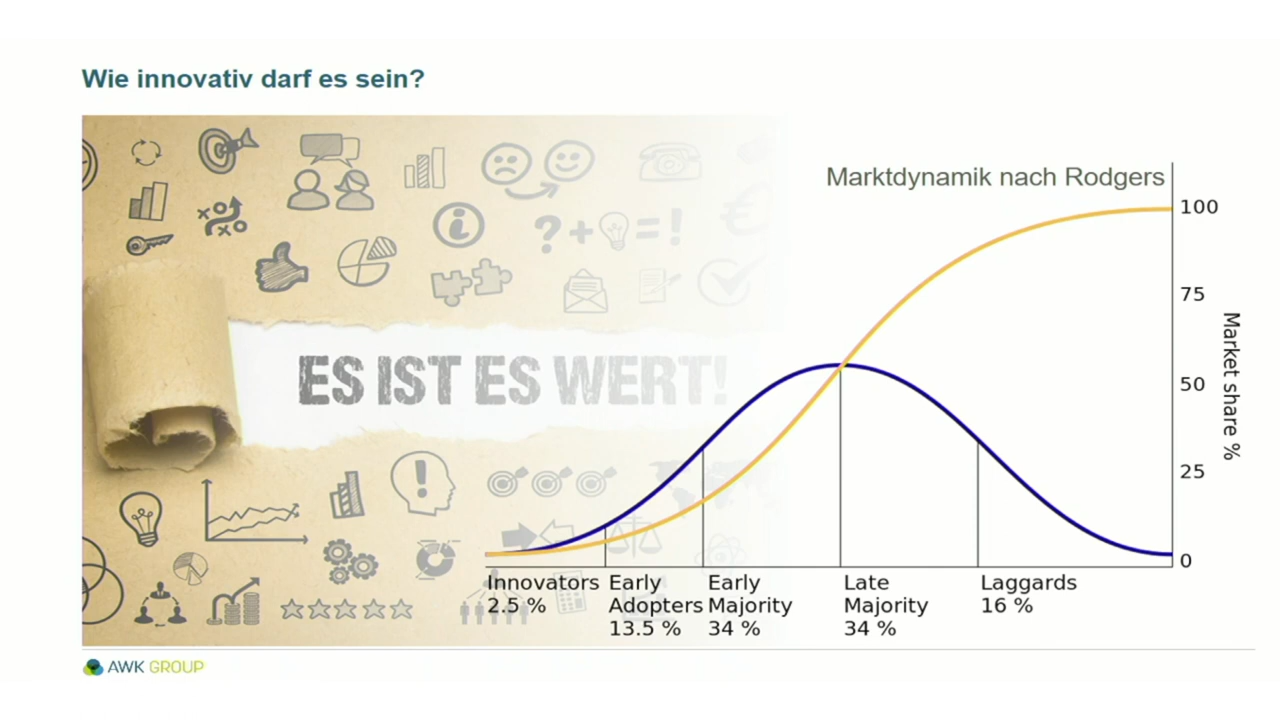 Wie innovativ darf es sein?
Marktdynamik nach Rodgers
? + = !
€
ES IST ES WERT!
100
75
50
25
0
Market share %
Innovators
2.5 %
Early
Adopters
13.5 %
Early
Majority
34 %
Late
Majority
34 %
Laggards
16 %
AWK GROUP